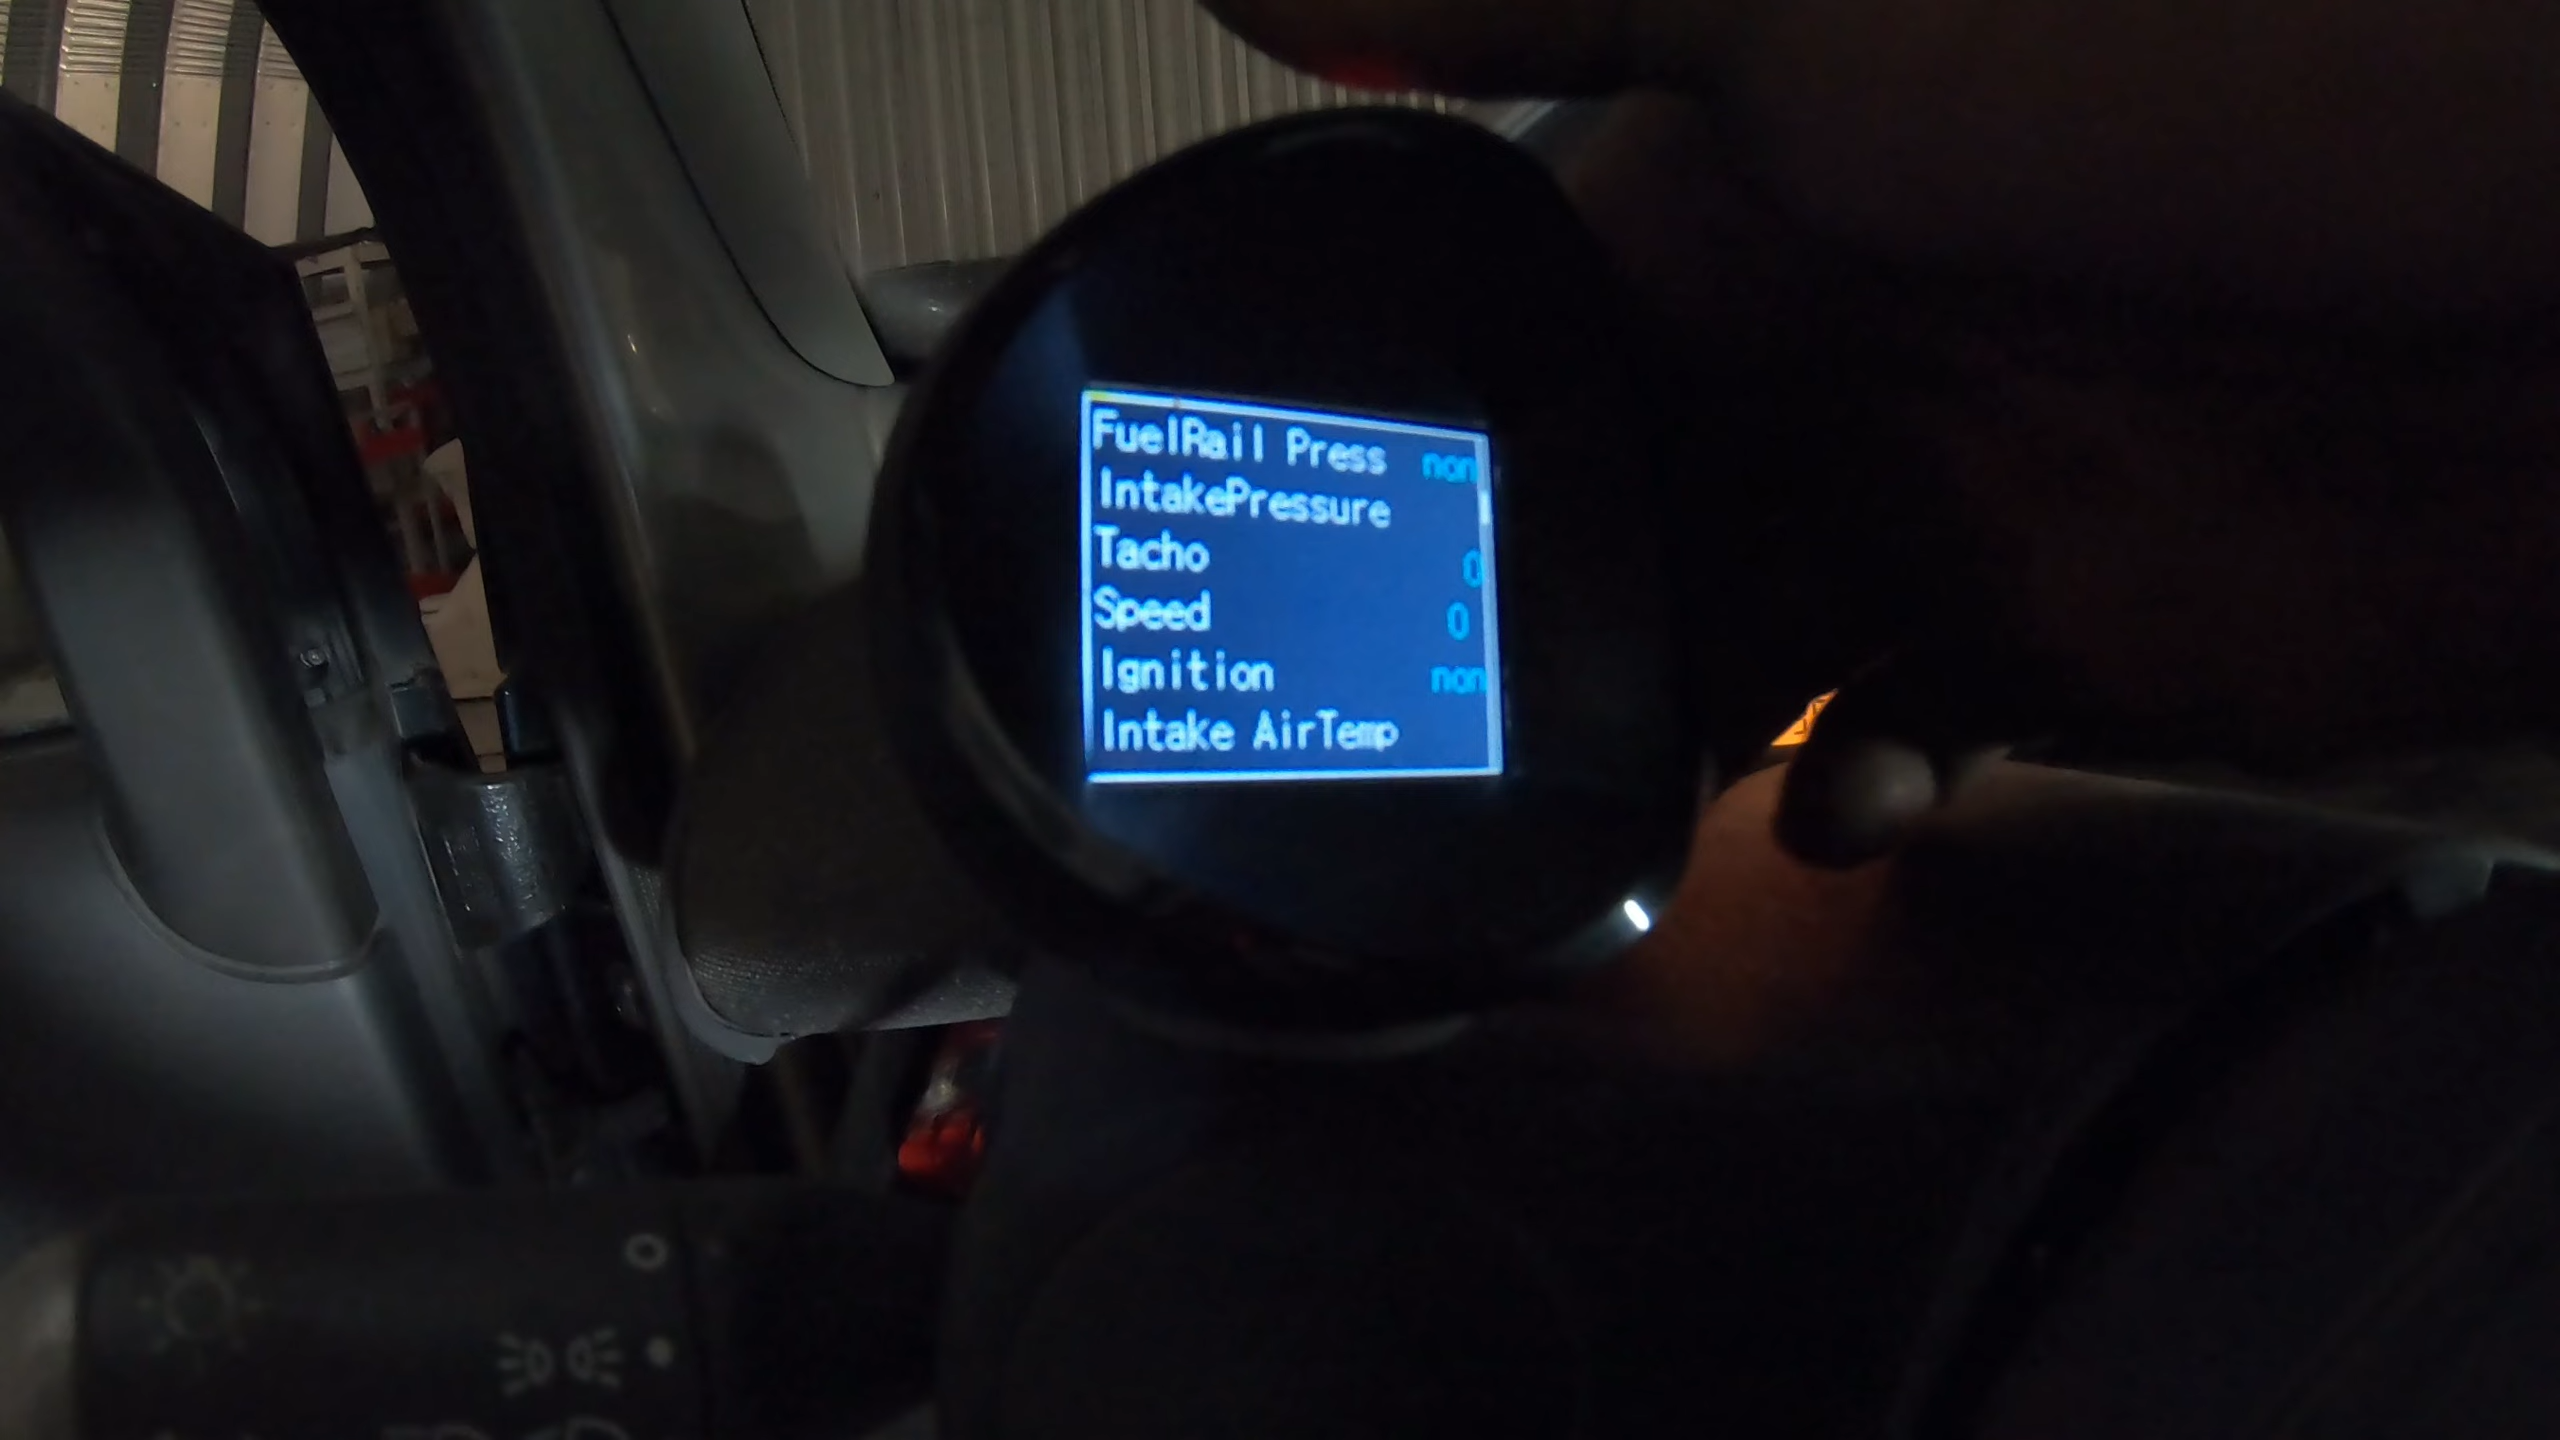 FuelRail Press non
IntakePressure
Tacho 0
Speed 0
Ignition non
Intake AirTemp